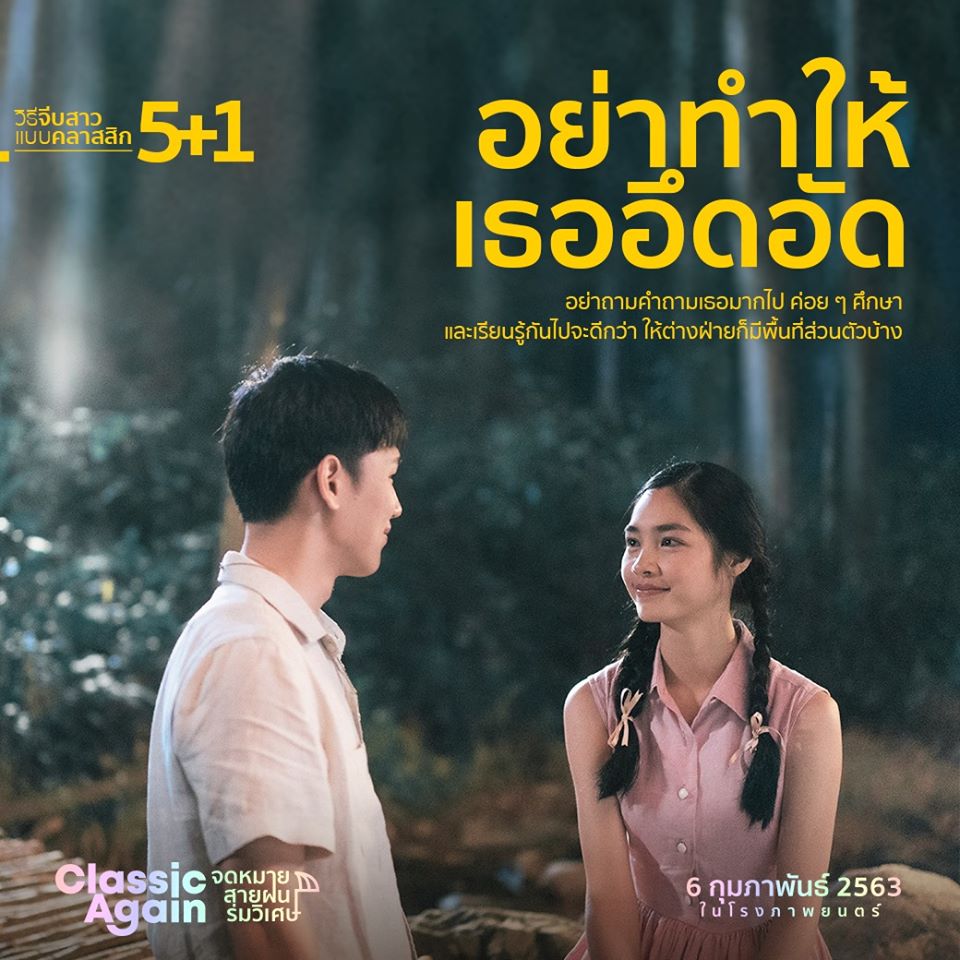 วิธีจีบสาว
แบบคลาสสิก 5+1
อย่าทำให้
เธออึดอัด
อย่าถามคำถามเธอมากไป ค่อย ๆ ศึกษา
และเรียนรู้กันไปจะดีกว่า ให้ต่างฝ่ายก็มีพื้นที่ส่วนตัวบ้าง
Classic
Again
จดหมาย
สายฝน
ร่มวิเศษ
6 กุมภาพันธ์ 2563
ในโรงภาพยนตร์